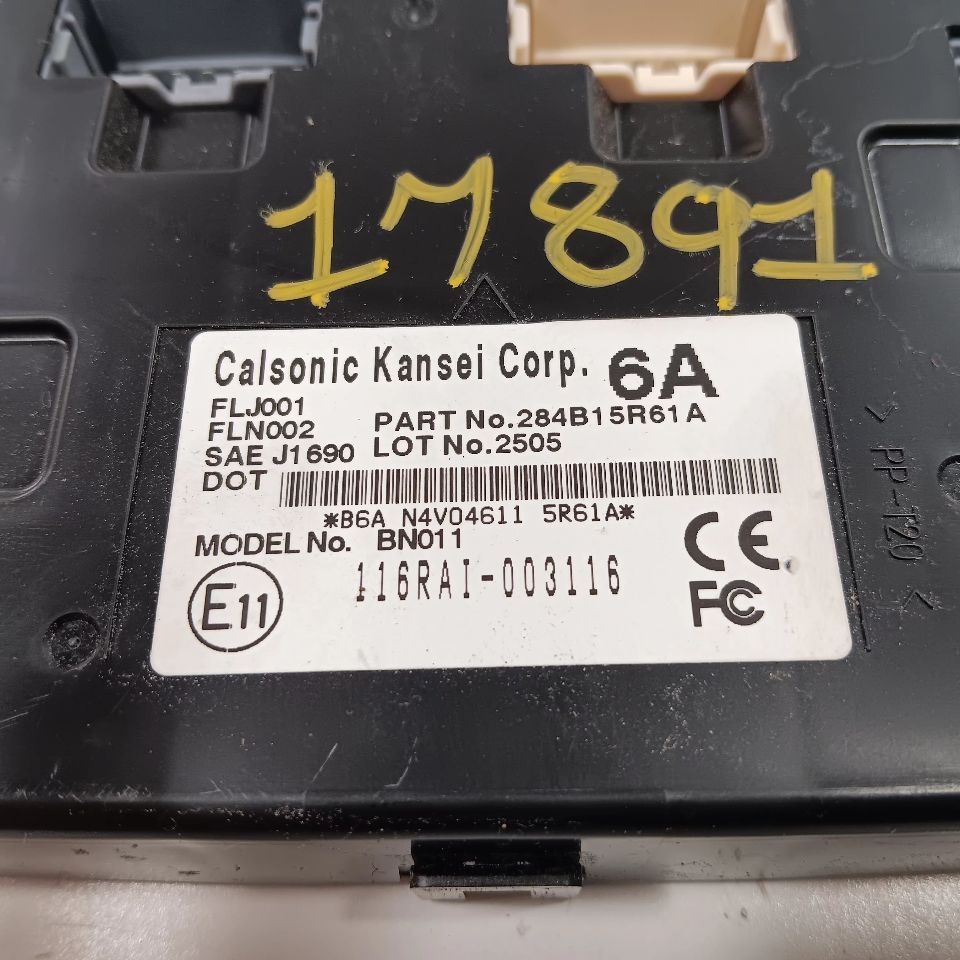 17891
Calsonic Kansei Corp. 6A
FLJ001
FLN002 PART No.284B15R61A
SAE J1690 LOT No.2505
DOT
*B6A N4V04611 5R61A*
MODEL No. BN011
116RAI-003116
E11
CE
FC
>PP-T20<